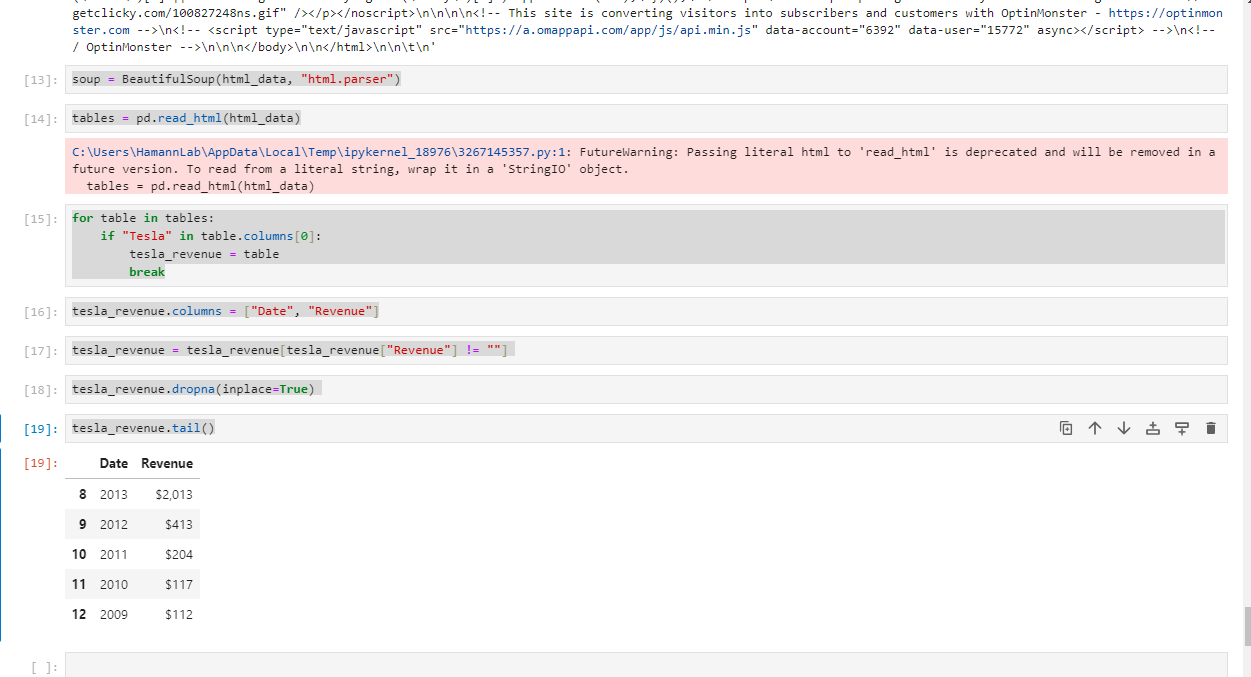 getclicky.com/100827248ns.gif" /></p></noscript>\n\n\n\n<!-- This site is converting visitors into subscribers and customers with OptinMonster - https://optinmon
ster.com -->\n<!-- <script type="text/javascript" src="https://a.omappapi.com/app/js/api.min.js" data-account="6392" data-user="15772" async></script> -->\n<!--
/ OptinMonster -->\n\n\n</body>\n\n</html>\n\n\t\n'
[13]: soup = BeautifulSoup(html_data, "html.parser")
[14]: tables = pd.read_html(html_data)
C:\Users\HamannLab\AppData\Local\Temp\ipykernel_18976\3267145357.py:1: FutureWarning: Passing literal html to 'read_html' is deprecated and will be removed in a
future version. To read from a literal string, wrap it in a 'StringIO' object.
  tables = pd.read_html(html_data)
[15]: for table in tables:
    if "Tesla" in table.columns[0]:
        tesla_revenue = table
        break
[16]: tesla_revenue.columns = ["Date", "Revenue"]
[17]: tesla_revenue = tesla_revenue[tesla_revenue["Revenue"] != ""]
[18]: tesla_revenue.dropna(inplace=True)
[19]: tesla_revenue.tail()
[19]: Date Revenue
8 2013 $2,013
9 2012 $413
10 2011 $204
11 2010 $117
12 2009 $112
[ ]: